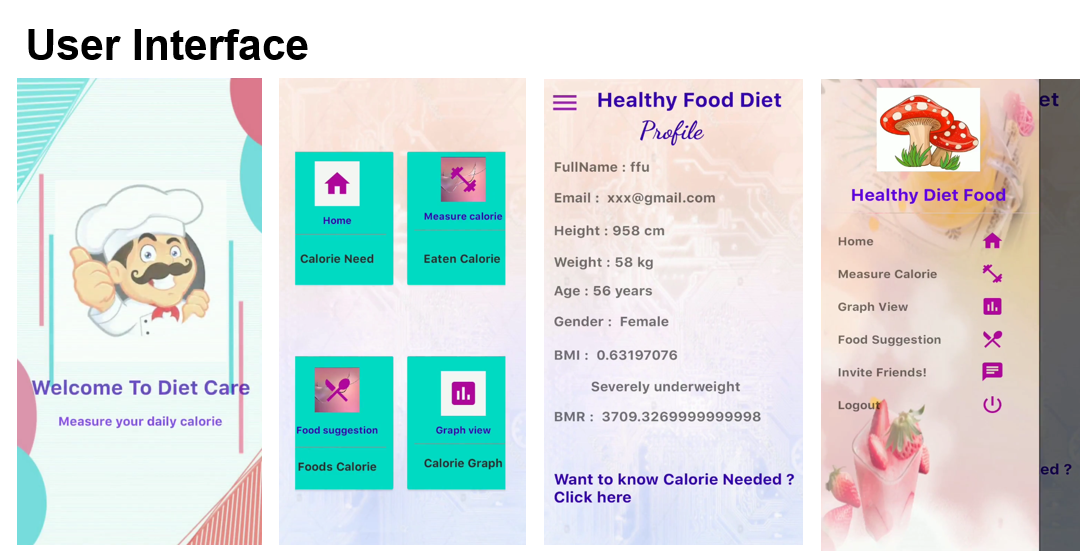 User Interface
Welcome To Diet Care
Measure your daily calorie
Home
Calorie Need
Measure calorie
Eaten Calorie
Food suggestion
Foods Calorie
Graph view
Calorie Graph
Healthy Food Diet
Profile
FullName : ffu
Email :  xxx@gmail.com
Height : 958 cm
Weight : 58 kg
Age : 56 years
Gender :  Female
BMI :  0.63197076
Severely underweight
BMR :  3709.3269999999998
Want to know Calorie Needed ?
Click here
Healthy Diet Food
Home
Measure Calorie
Graph View
Food Suggestion
Invite Friends!
Logout
et
ed ?